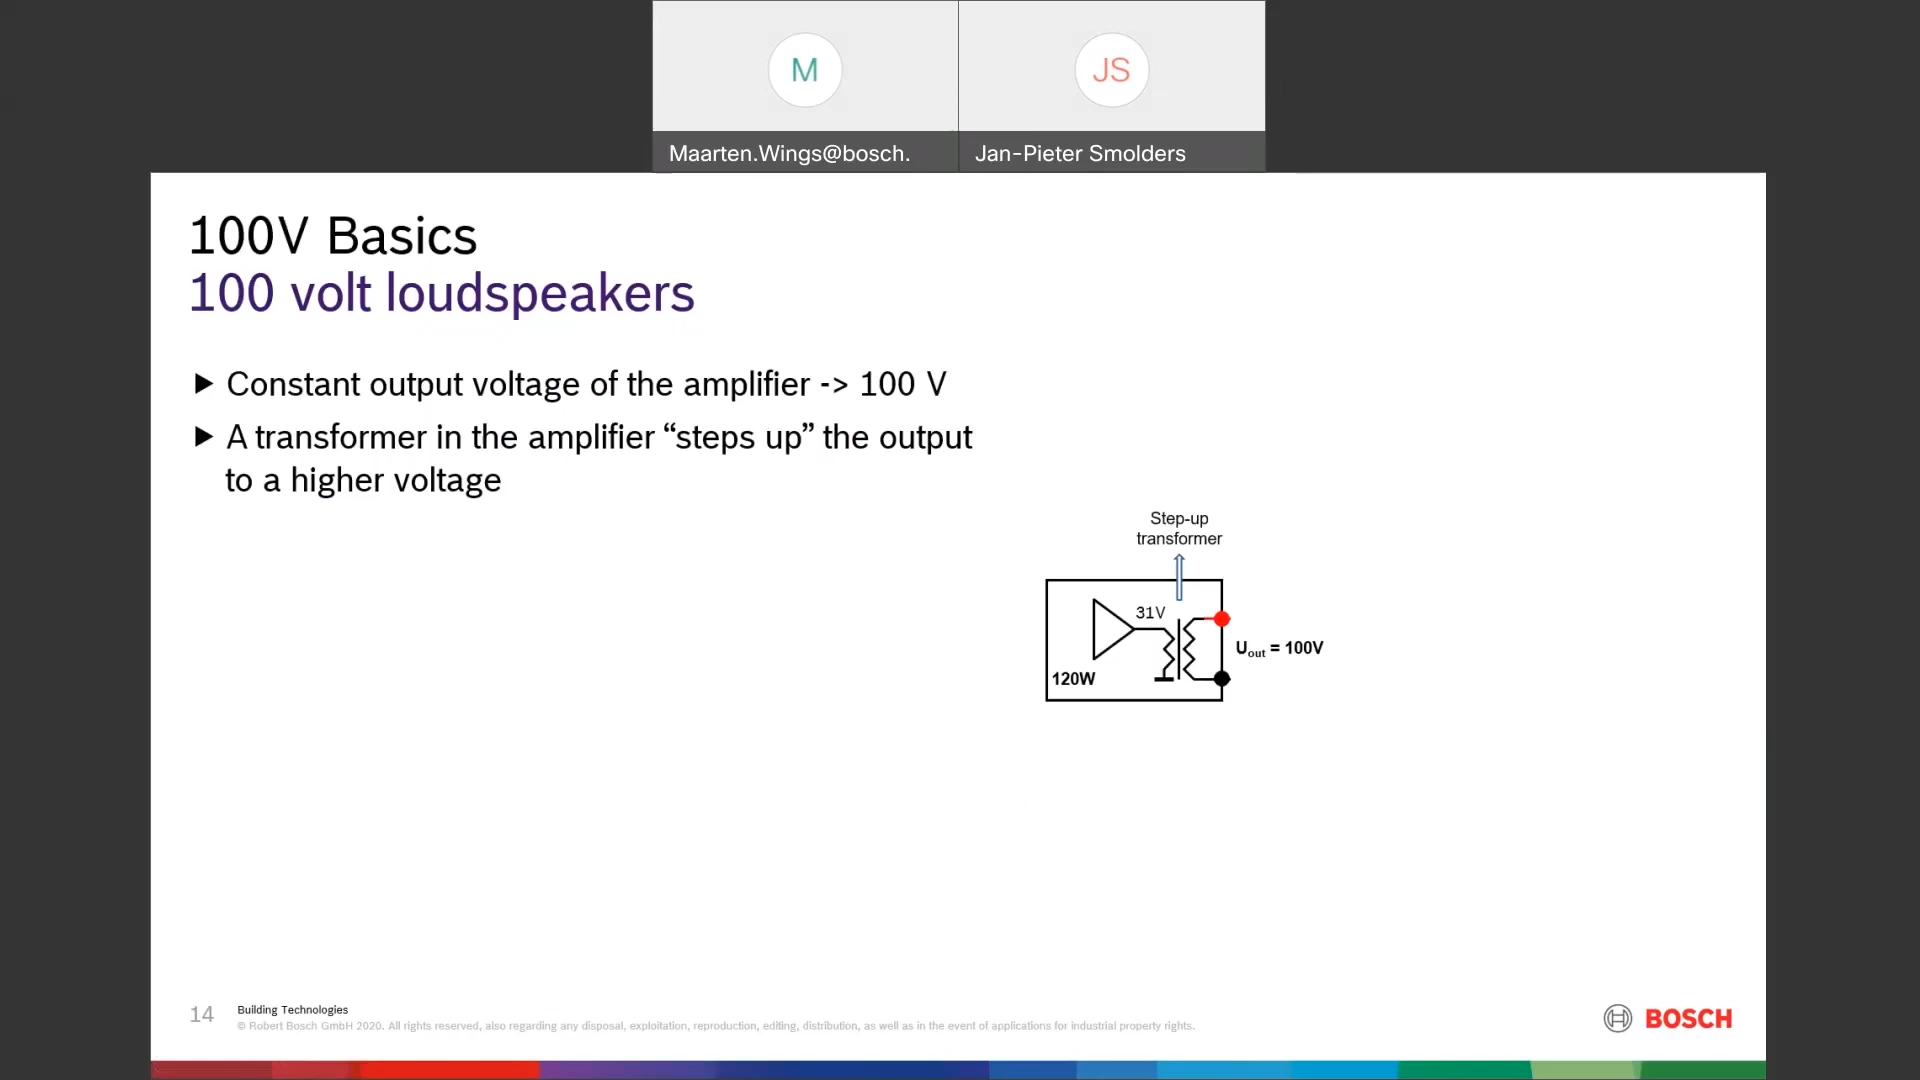 M
JS
Maarten.Wings@bosch.
Jan-Pieter Smolders
100V Basics
100 volt loudspeakers
Constant output voltage of the amplifier -> 100 V
A transformer in the amplifier “steps up” the output
to a higher voltage
Step-up
transformer
31V
Uout = 100V
120W
14
Building Technologies
© Robert Bosch GmbH 2020. All rights reserved, also regarding any disposal, exploitation, reproduction, editing, distribution, as well as in the event of applications for industrial property rights.
BOSCH